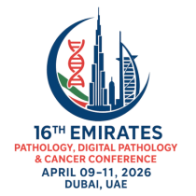 16TH EMIRATES
PATHOLOGY, DIGITAL PATHOLOGY
& CANCER CONFERENCE
APRIL 09-11, 2026
DUBAI, UAE